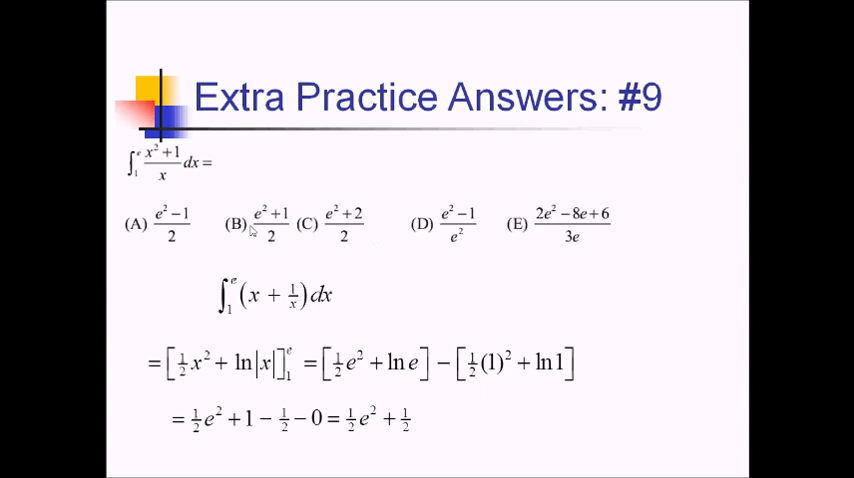 Extra Practice Answers: #9
∫₁ᵉ (x² + 1)/x dx =
(A) (e² − 1)/2 (B) (e² + 1)/2 (C) (e² + 2)/2 (D) (e² − 1)/e² (E) (2e² − 8e + 6)/3e
∫₁ᵉ (x + 1/x) dx
= [½x² + ln|x|]₁ᵉ = [½e² + ln e] − [½(1)² + ln 1]
= ½e² + 1 − ½ − 0 = ½e² + ½